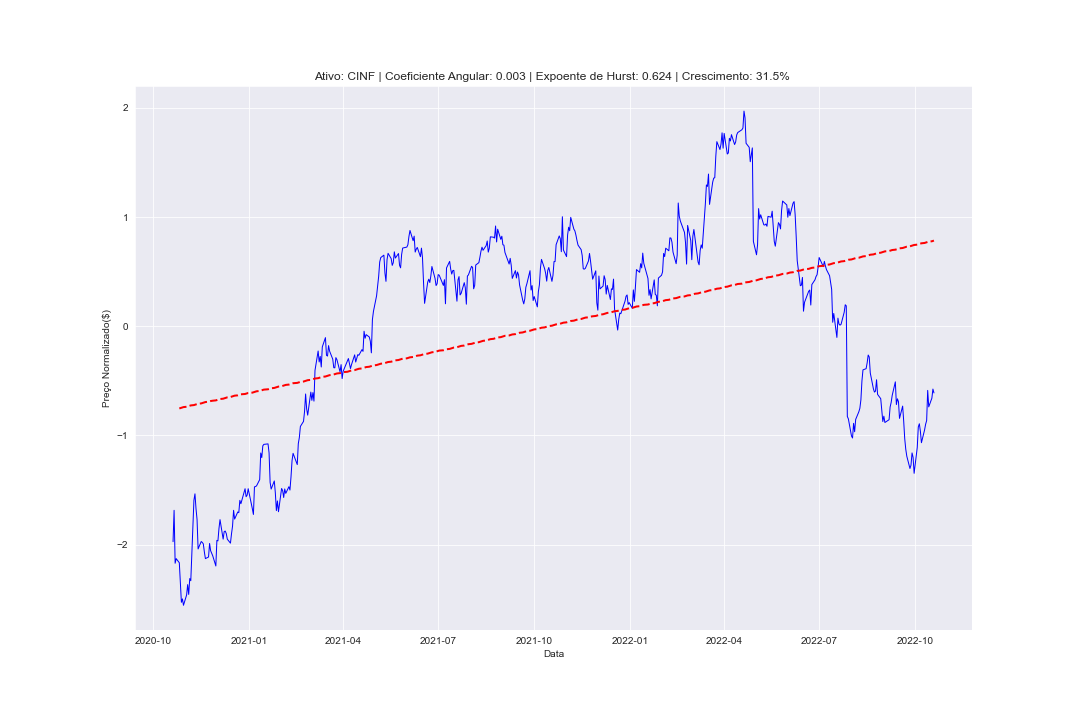 Ativo: CINF | Coeficiente Angular: 0.003 | Expoente de Hurst: 0.624 | Crescimento: 31.5%
2
1
0
−1
−2
Preço Normalizado($)
2020-10 2021-01 2021-04 2021-07 2021-10 2022-01 2022-04 2022-07 2022-10
Data